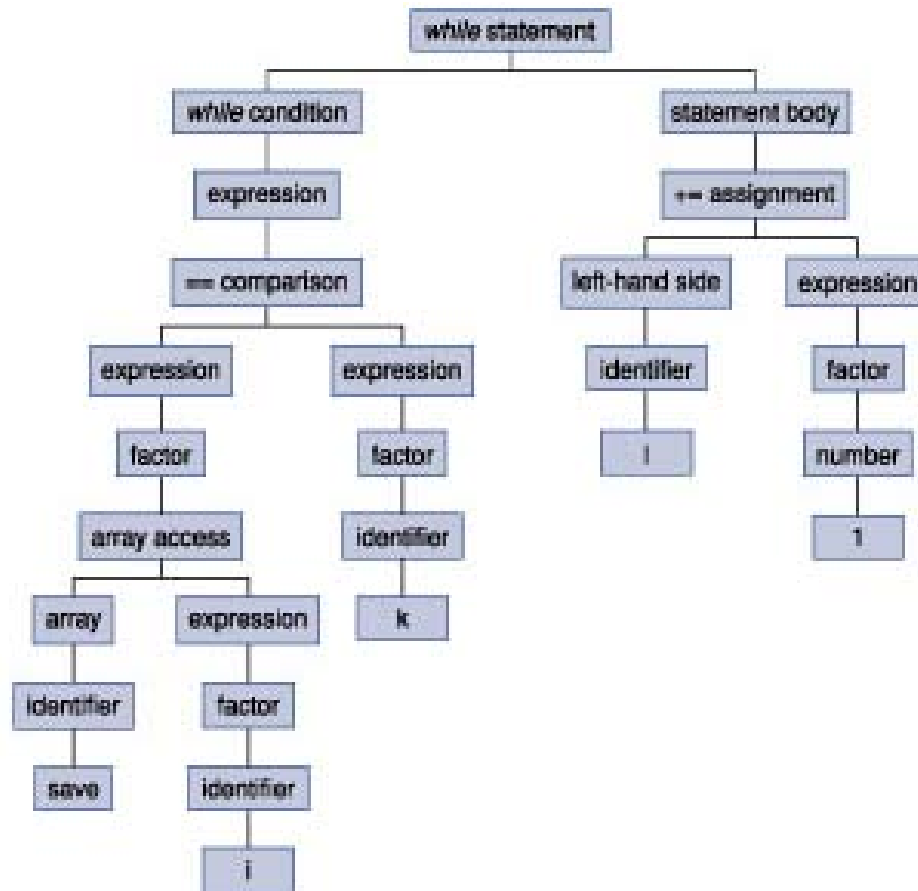 while statement
while condition
statement body
expression
+= assignment
== comparison
left-hand side
expression
expression
expression
identifier
factor
factor
factor
i
number
array access
identifier
1
array
expression
k
identifier
factor
save
identifier
i